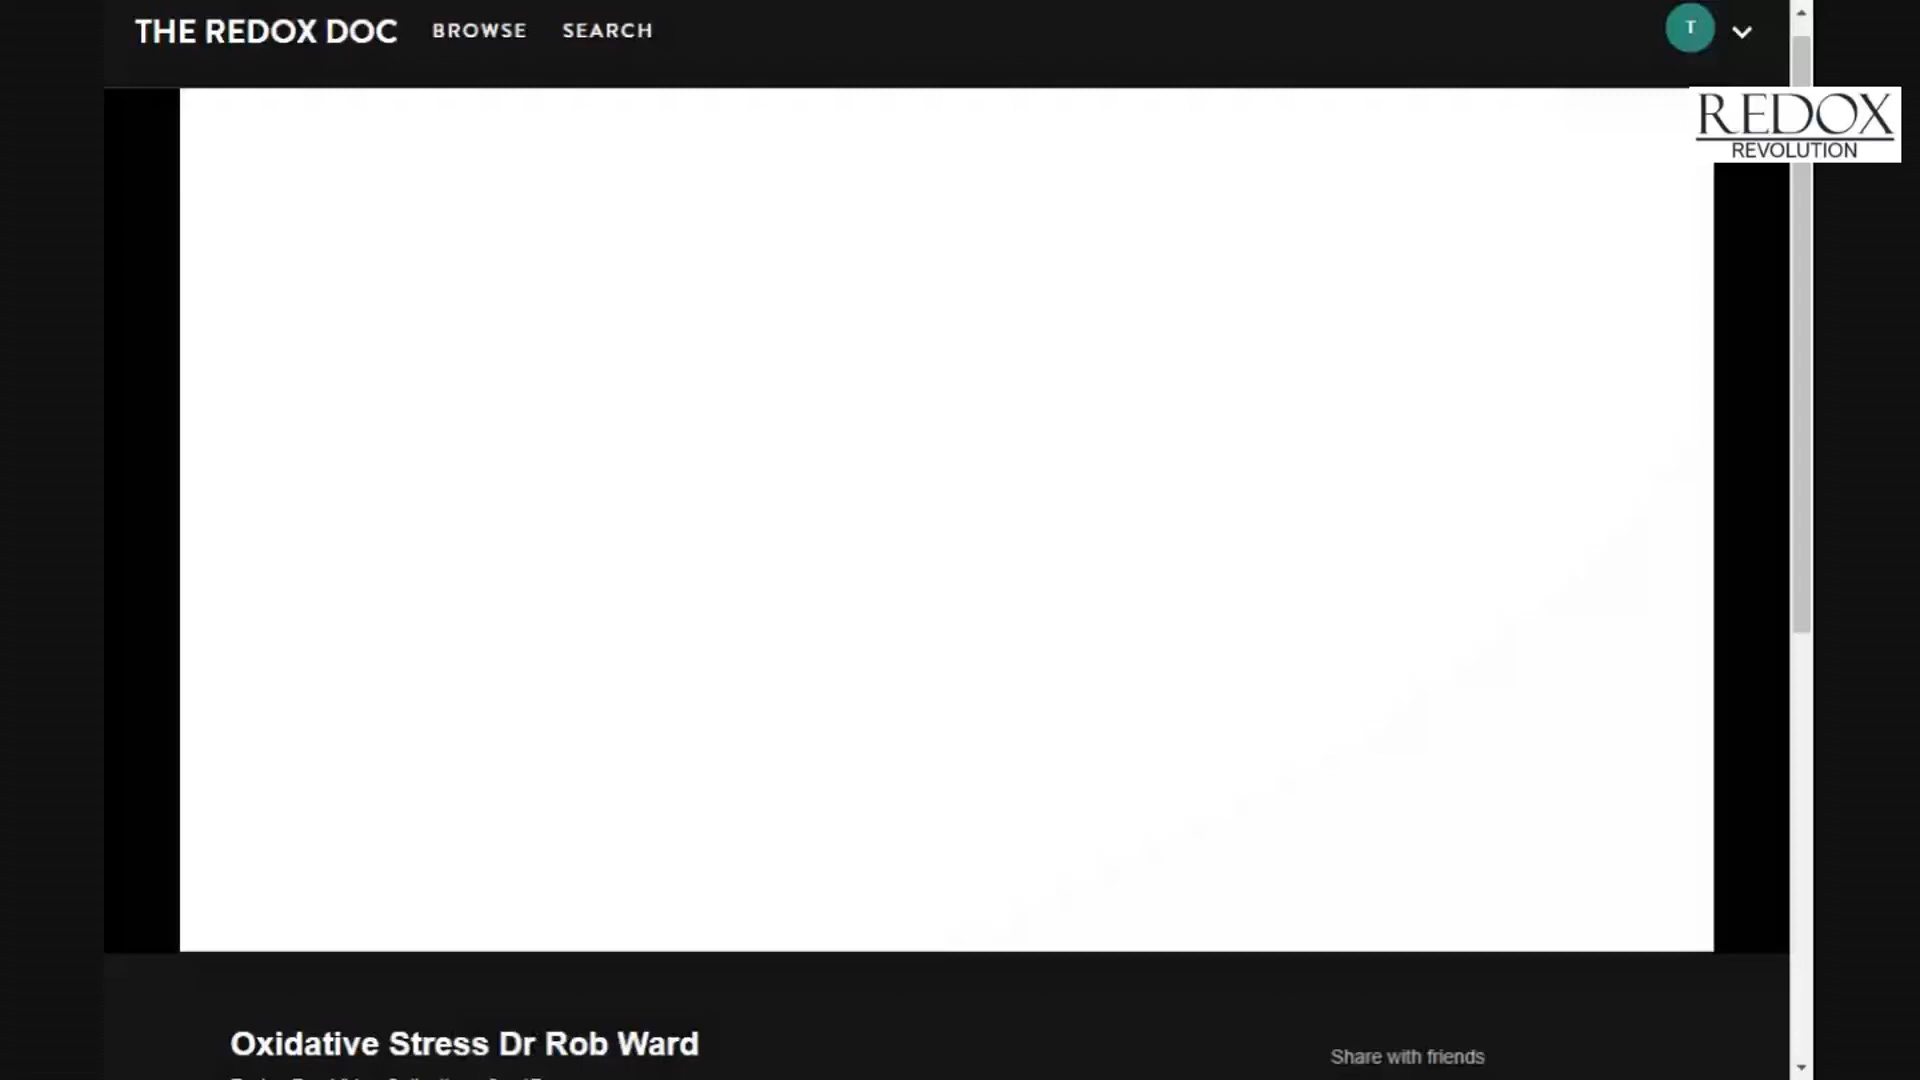 THE REDOX DOC BROWSE SEARCH T
REDOX
REVOLUTION
Oxidative Stress Dr Rob Ward
Share with friends